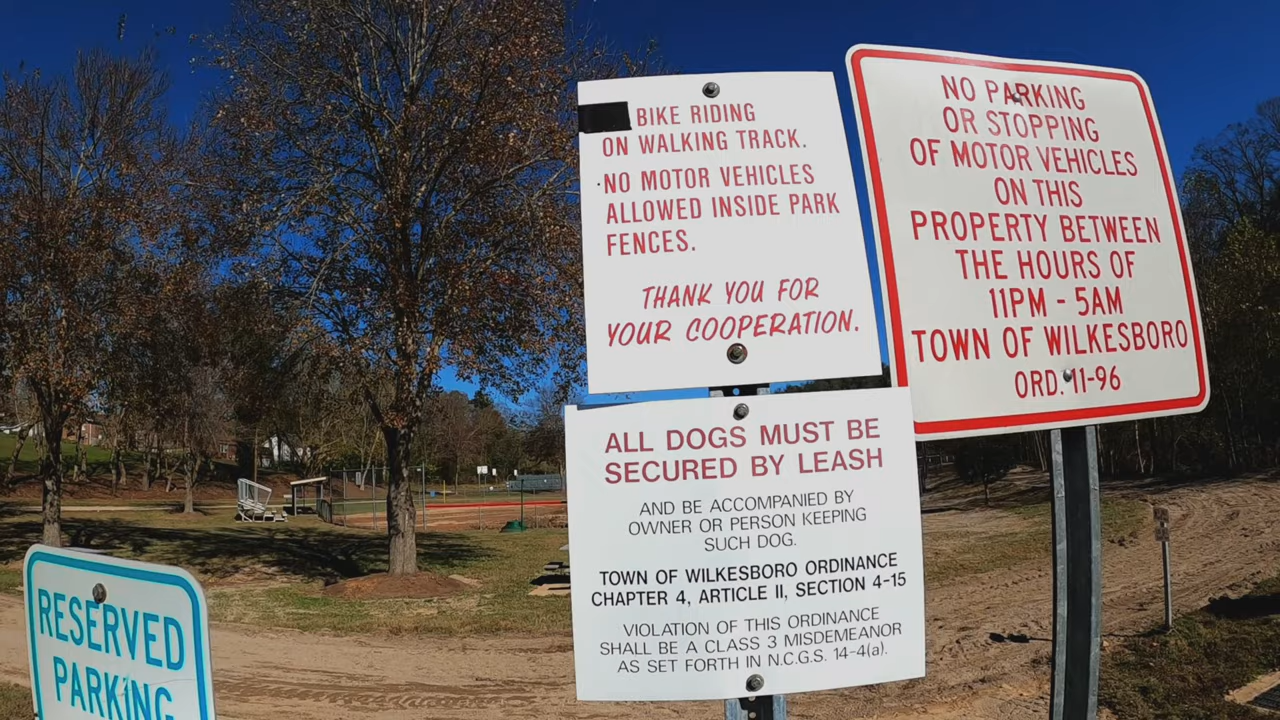 BIKE RIDING
ON WALKING TRACK.
·NO MOTOR VEHICLES
ALLOWED INSIDE PARK
FENCES.
THANK YOU FOR
YOUR COOPERATION.
NO PARKING
OR STOPPING
OF MOTOR VEHICLES
ON THIS
PROPERTY BETWEEN
THE HOURS OF
11PM - 5AM
TOWN OF WILKESBORO
ORD. 11-96
ALL DOGS MUST BE
SECURED BY LEASH
AND BE ACCOMPANIED BY
OWNER OR PERSON KEEPING
SUCH DOG.
TOWN OF WILKESBORO ORDINANCE
CHAPTER 4, ARTICLE II, SECTION 4-15
VIOLATION OF THIS ORDINANCE
SHALL BE A CLASS 3 MISDEMEANOR
AS SET FORTH IN N.C.G.S. 14-4(a).
RESERVED
PARKING